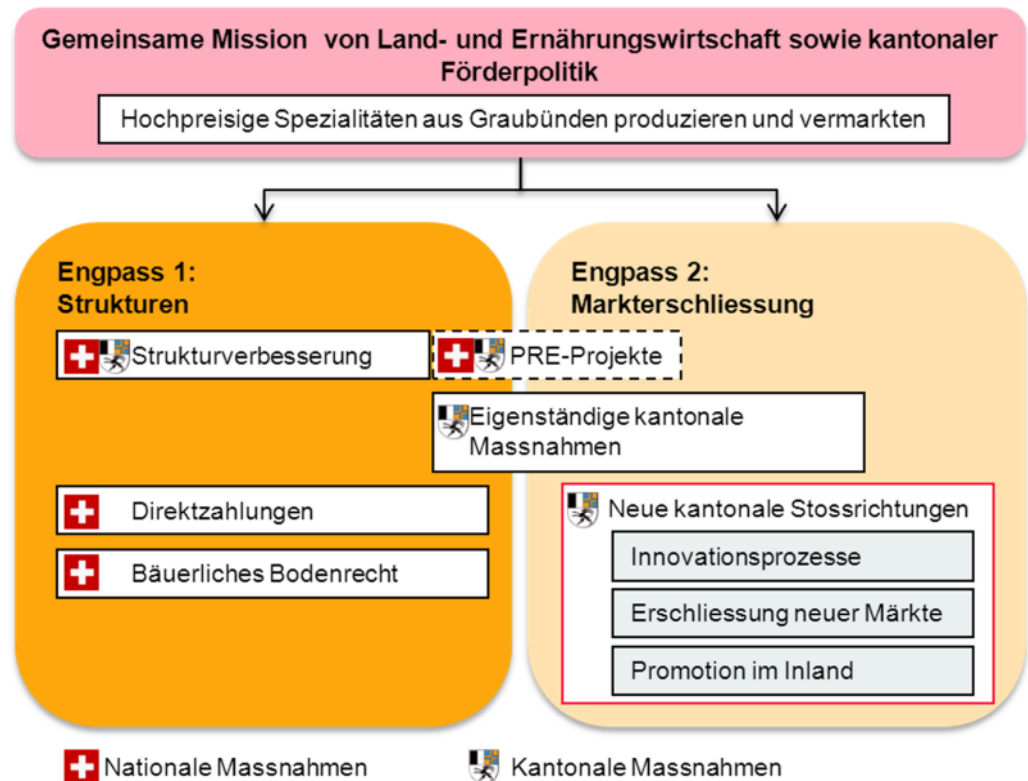 Gemeinsame Mission von Land- und Ernährungswirtschaft sowie kantonaler
Förderpolitik
Hochpreisige Spezialitäten aus Graubünden produzieren und vermarkten
Engpass 1:
Strukturen
Strukturverbesserung
Direktzahlungen
Bäuerliches Bodenrecht
Engpass 2:
Markterschliessung
PRE-Projekte
Eigenständige kantonale
Massnahmen
Neue kantonale Stossrichtungen
Innovationsprozesse
Erschliessung neuer Märkte
Promotion im Inland
Nationale Massnahmen
Kantonale Massnahmen